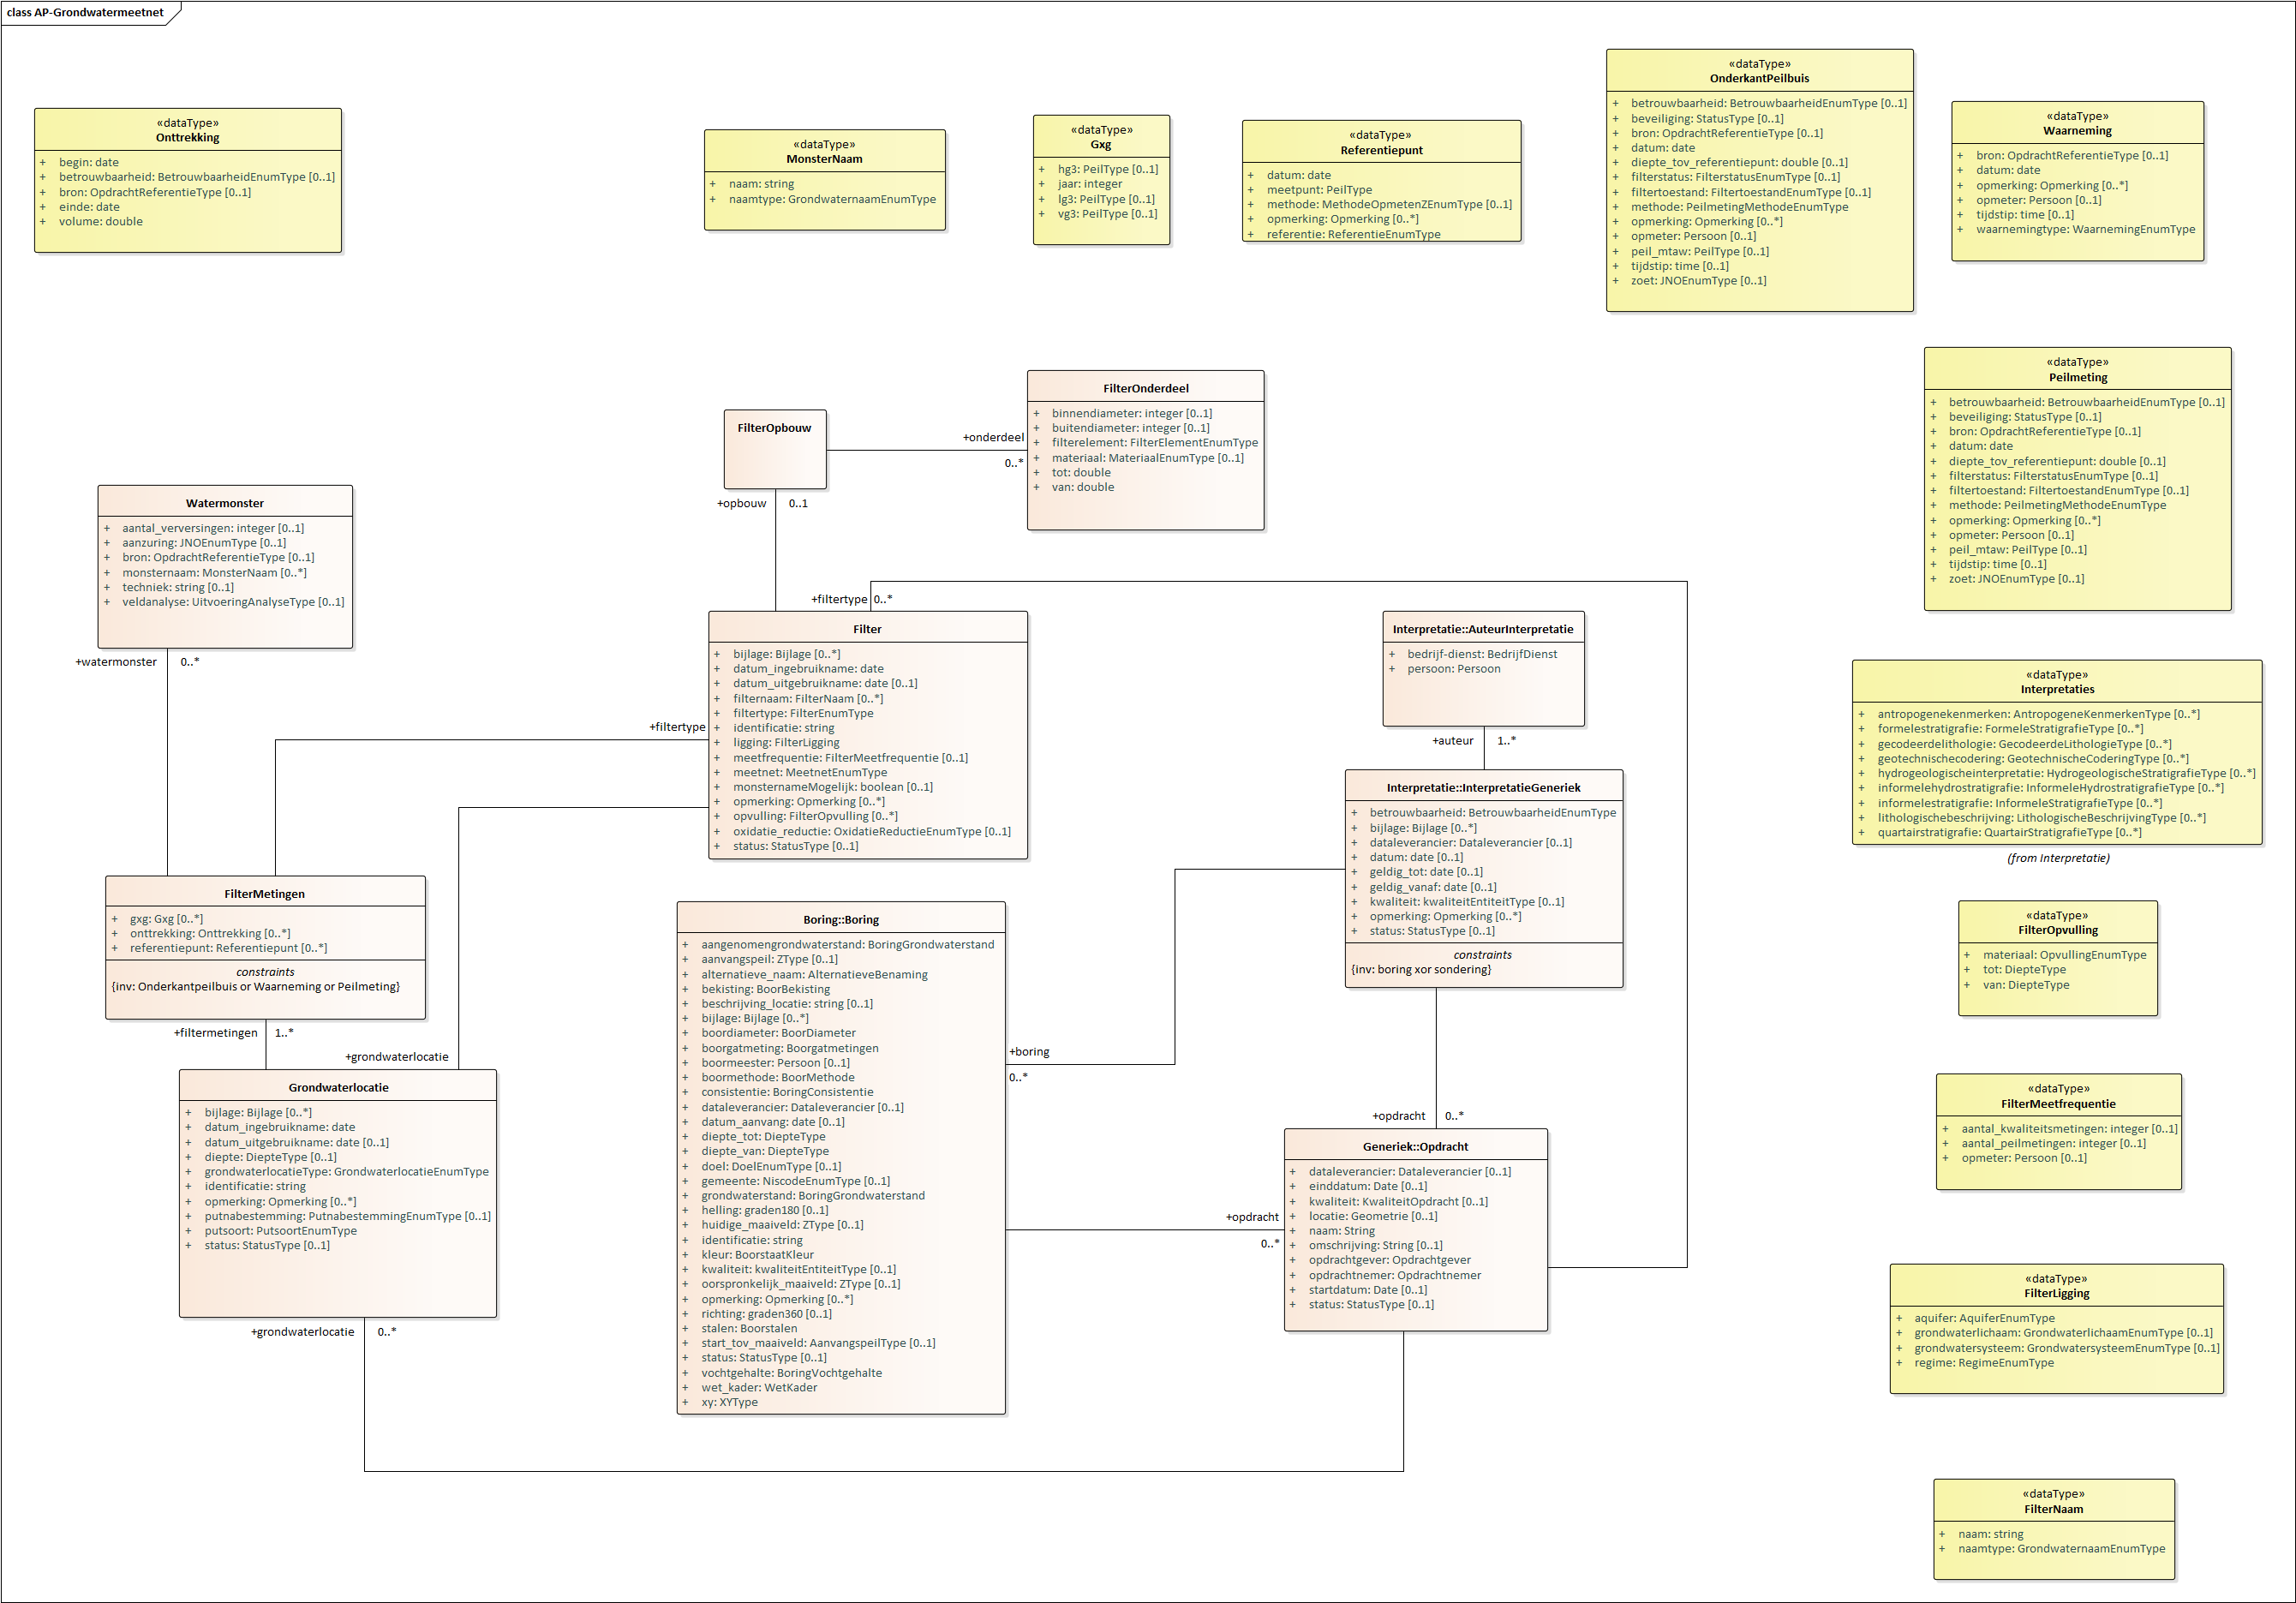 class AP-Grondwatermeetnet
«dataType»
Onttrekking
+ begin: date
+ betrouwbaarheid: BetrouwbaarheidEnumType [0..1]
+ bron: OpdrachtReferentieType [0..1]
+ einde: date
+ volume: double
«dataType»
MonsterNaam
+ naam: string
+ naamtype: GrondwaternaamEnumType
«dataType»
Gxg
+ hg3: PeilType [0..1]
+ jaar: integer
+ lg3: PeilType [0..1]
+ vg3: PeilType [0..1]
«dataType»
Referentiepunt
+ datum: date
+ meetpunt: PeilType
+ methode: MethodeOpmetenZEnumType [0..1]
+ opmerking: Opmerking [0..*]
+ referentie: ReferentieEnumType
«dataType»
OnderkantPeilbuis
+ betrouwbaarheid: BetrouwbaarheidEnumType [0..1]
+ beveiliging: StatusType [0..1]
+ bron: OpdrachtReferentieType [0..1]
+ datum: date
+ diepte_tov_referentiepunt: double [0..1]
+ filterstatus: FilterstatusEnumType [0..1]
+ filtertoestand: FiltertoestandEnumType [0..1]
+ methode: PeilmetingMethodeEnumType
+ opmerking: Opmerking [0..*]
+ opmeter: Persoon [0..1]
+ peil_mtaw: PeilType [0..1]
+ tijdstip: time [0..1]
+ zoet: JNOEnumType [0..1]
«dataType»
Waarneming
+ bron: OpdrachtReferentieType [0..1]
+ datum: date
+ opmerking: Opmerking [0..*]
+ opmeter: Persoon [0..1]
+ tijdstip: time [0..1]
+ waarnemingtype: WaarnemingEnumType
«dataType»
Peilmeting
+ betrouwbaarheid: BetrouwbaarheidEnumType [0..1]
+ beveiliging: StatusType [0..1]
+ bron: OpdrachtReferentieType [0..1]
+ datum: date
+ diepte_tov_referentiepunt: double [0..1]
+ filterstatus: FilterstatusEnumType [0..1]
+ filtertoestand: FiltertoestandEnumType [0..1]
+ methode: PeilmetingMethodeEnumType
+ opmerking: Opmerking [0..*]
+ opmeter: Persoon [0..1]
+ peil_mtaw: PeilType [0..1]
+ tijdstip: time [0..1]
+ zoet: JNOEnumType [0..1]
FilterOpbouw
+opbouw 0..1
+onderdeel
0..*
FilterOnderdeel
+ binnendiameter: integer [0..1]
+ buitendiameter: integer [0..1]
+ filterelement: FilterElementEnumType
+ materiaal: MateriaalEnumType [0..1]
+ tot: double
+ van: double
Watermonster
+ aantal_verversingen: integer [0..1]
+ aanzuring: JNOEnumType [0..1]
+ bron: OpdrachtReferentieType [0..1]
+ monsternaam: MonsterNaam [0..*]
+ techniek: string [0..1]
+ veldanalyse: UitvoeringAnalyseType [0..1]
+watermonster 0..*
+filtertype 0..*
Filter
+ bijlage: Bijlage [0..*]
+ datum_ingebruikname: date
+ datum_uitgebruikname: date [0..1]
+ filternaam: FilterNaam [0..*]
+ filtertype: FilterEnumType
+ identificatie: string
+ ligging: FilterLigging
+ meetfrequentie: FilterMeetfrequentie [0..1]
+ meetnet: MeetnetEnumType
+ monsternameMogelijk: boolean [0..1]
+ opmerking: Opmerking [0..*]
+ opvulling: FilterOpvulling [0..*]
+ oxidatie_reductie: OxidatieReductieEnumType [0..1]
+ status: StatusType [0..1]
+filtertype
Interpretatie::AuteurInterpretatie
+ bedrijf-dienst: BedrijfDienst
+ persoon: Persoon
+auteur 1..*
Interpretatie::InterpretatieGeneriek
+ betrouwbaarheid: BetrouwbaarheidEnumType
+ bijlage: Bijlage [0..*]
+ dataleverancier: Dataleverancier [0..1]
+ datum: date [0..1]
+ geldig_tot: date [0..1]
+ geldig_vanaf: date [0..1]
+ kwaliteit: kwaliteitEntiteitType [0..1]
+ opmerking: Opmerking [0..*]
+ status: StatusType [0..1]
constraints
{inv: boring xor sondering}
«dataType»
Interpretaties
+ antropogenekenmerken: AntropogeneKenmerkenType [0..*]
+ formelestratigrafie: FormeleStratigrafieType [0..*]
+ gecodeerdelithologie: GecodeerdeLithologieType [0..*]
+ geotechnischecodering: GeotechnischeCoderingType [0..*]
+ hydrogeologischeinterpretatie: HydrogeologischeStratigrafieType [0..*]
+ informelehydrostratigrafie: InformeleHydrostratigrafieType [0..*]
+ informelestratigrafie: InformeleStratigrafieType [0..*]
+ lithologischebeschrijving: LithologischeBeschrijvingType [0..*]
+ quartairstratigrafie: QuartairStratigrafieType [0..*]
(from Interpretatie)
FilterMetingen
+ gxg: Gxg [0..*]
+ onttrekking: Onttrekking [0..*]
+ referentiepunt: Referentiepunt [0..*]
constraints
{inv: Onderkantpeilbuis or Waarneming or Peilmeting}
+filtermetingen 1..*
+grondwaterlocatie
Grondwaterlocatie
+ bijlage: Bijlage [0..*]
+ datum_ingebruikname: date
+ datum_uitgebruikname: date [0..1]
+ diepte: DiepteType [0..1]
+ grondwaterlocatieType: GrondwaterlocatieEnumType
+ identificatie: string
+ opmerking: Opmerking [0..*]
+ putnabestemming: PutnabestemmingEnumType [0..1]
+ putsoort: PutsoortEnumType
+ status: StatusType [0..1]
+grondwaterlocatie 0..*
Boring::Boring
+ aangenomengrondwaterstand: BoringGrondwaterstand
+ aanvangspeil: ZType [0..1]
+ alternatieve_naam: AlternatieveBenaming
+ bekisting: BoorBekisting
+ beschrijving_locatie: string [0..1]
+ bijlage: Bijlage [0..*]
+ boordiameter: BoorDiameter
+ boorgatmeting: Boorgatmetingen
+ boormeester: Persoon [0..1]
+ boormethode: BoorMethode
+ consistentie: BoringConsistentie
+ dataleverancier: Dataleverancier [0..1]
+ datum_aanvang: date [0..1]
+ diepte_tot: DiepteType
+ diepte_van: DiepteType
+ doel: DoelEnumType [0..1]
+ gemeente: NiscodeEnumType [0..1]
+ grondwaterstand: BoringGrondwaterstand
+ helling: graden180 [0..1]
+ huidige_maaiveld: ZType [0..1]
+ identificatie: string
+ kleur: BoorstaatKleur
+ kwaliteit: kwaliteitEntiteitType [0..1]
+ oorspronkelijk_maaiveld: ZType [0..1]
+ opmerking: Opmerking [0..*]
+ richting: graden360 [0..1]
+ stalen: Boorstalen
+ start_tov_maaiveld: AanvangspeilType [0..1]
+ status: StatusType [0..1]
+ vochtgehalte: BoringVochtgehalte
+ wet_kader: WetKader
+ xy: XYType
+boring
0..*
+opdracht 0..*
+opdracht
0..*
Generiek::Opdracht
+ dataleverancier: Dataleverancier [0..1]
+ einddatum: Date [0..1]
+ kwaliteit: KwaliteitOpdracht [0..1]
+ locatie: Geometrie [0..1]
+ naam: String
+ omschrijving: String [0..1]
+ opdrachtgever: Opdrachtgever
+ opdrachtnemer: Opdrachtnemer
+ startdatum: Date [0..1]
+ status: StatusType [0..1]
«dataType»
FilterOpvulling
+ materiaal: OpvullingEnumType
+ tot: DiepteType
+ van: DiepteType
«dataType»
FilterMeetfrequentie
+ aantal_kwaliteitsmetingen: integer [0..1]
+ aantal_peilmetingen: integer [0..1]
+ opmeter: Persoon [0..1]
«dataType»
FilterLigging
+ aquifer: AquiferEnumType
+ grondwaterlichaam: GrondwaterlichaamEnumType [0..1]
+ grondwatersysteem: GrondwatersysteemEnumType [0..1]
+ regime: RegimeEnumType
«dataType»
FilterNaam
+ naam: string
+ naamtype: GrondwaternaamEnumType